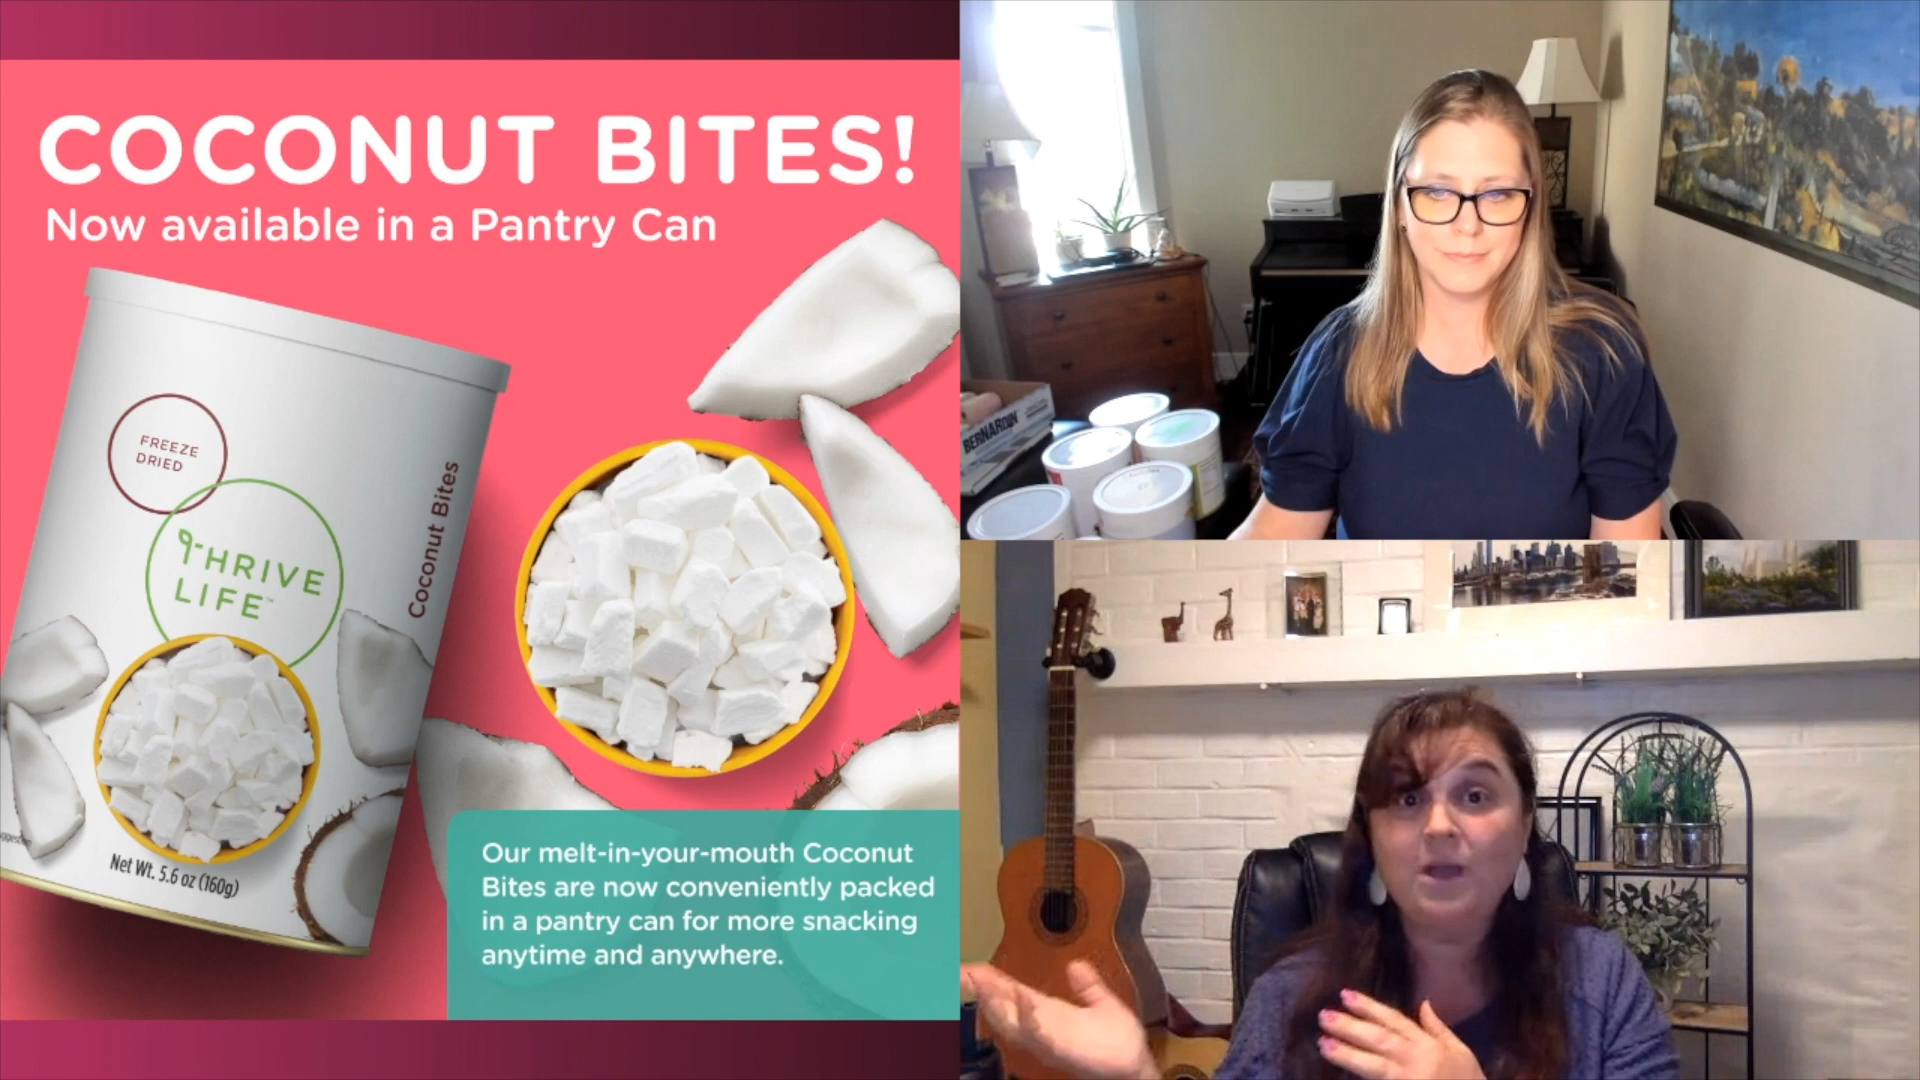 COCONUT BITES!
Now available in a Pantry Can
FREEZE
DRIED
THRIVE
LIFE™
Coconut Bites
Net Wt. 5.6 oz (160g)
Our melt-in-your-mouth Coconut
Bites are now conveniently packed
in a pantry can for more snacking
anytime and anywhere.
BERNARDIN